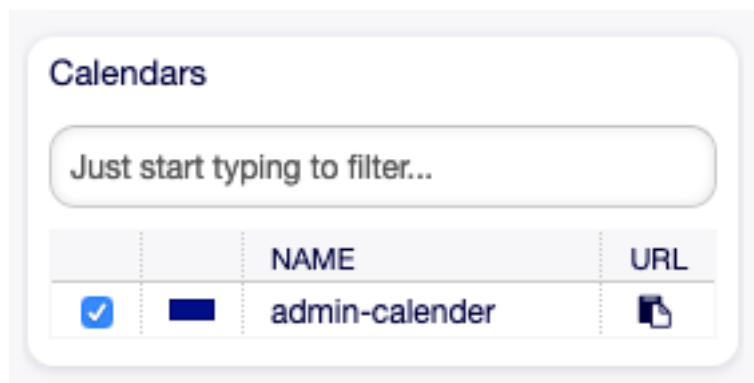 Calendars
Just start typing to filter...
NAME URL
admin-calender